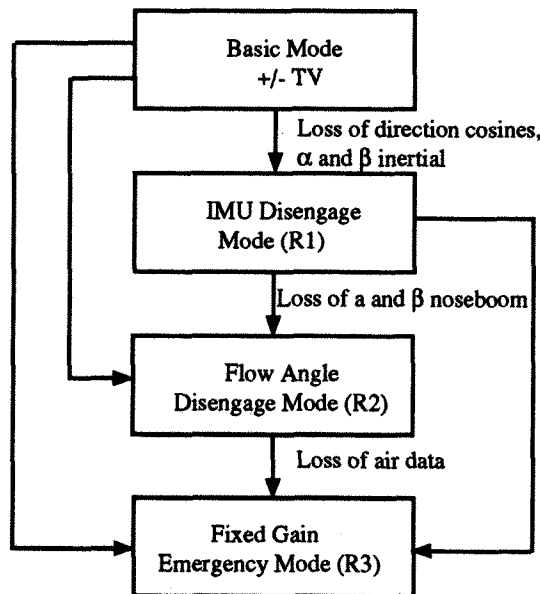 Basic Mode
+/- TV
Loss of direction cosines,
α and β inertial
IMU Disengage
Mode (R1)
Loss of a and β noseboom
Flow Angle
Disengage Mode (R2)
Loss of air data
Fixed Gain
Emergency Mode (R3)